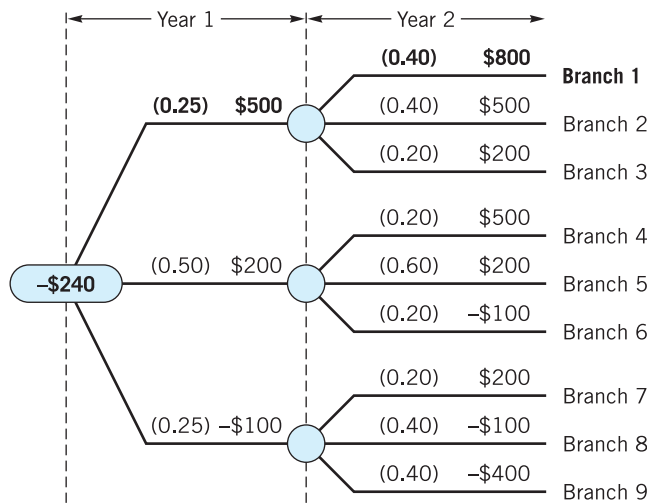 Year 1 Year 2
(0.40) $800 Branch 1
(0.25) $500 (0.40) $500 Branch 2
(0.20) $200 Branch 3
(0.20) $500 Branch 4
–$240 (0.50) $200 (0.60) $200 Branch 5
(0.20) –$100 Branch 6
(0.20) $200 Branch 7
(0.25) –$100 (0.40) –$100 Branch 8
(0.40) –$400 Branch 9